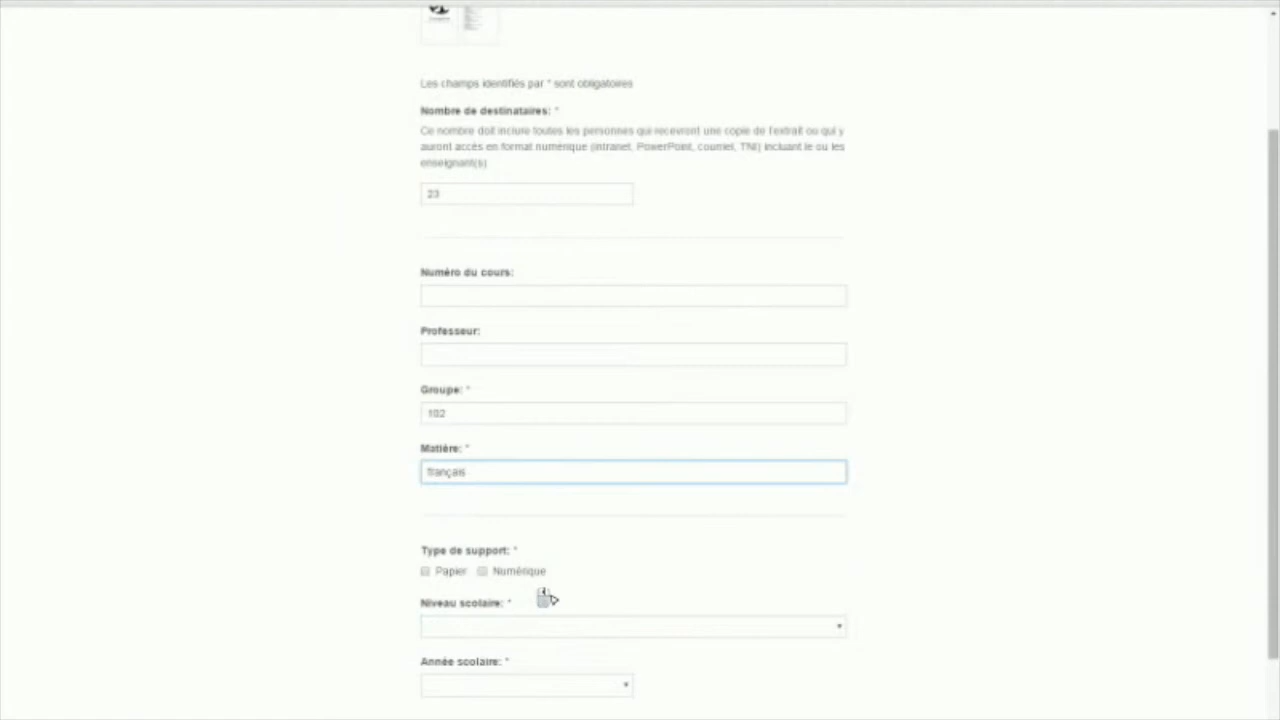 Les champs identifiés par * sont obligatoires
Nombre de destinataires: *
Ce nombre doit inclure toutes les personnes qui recevront une copie de l'extrait ou qui y
auront accès en format numérique (intranet, PowerPoint, courriel, TNI) incluant le ou les
enseignant(s)
23
Numéro du cours:
Professeur:
Groupe: *
102
Matière: *
français
Type de support: *
Papier Numérique
Niveau scolaire: *
Année scolaire: *